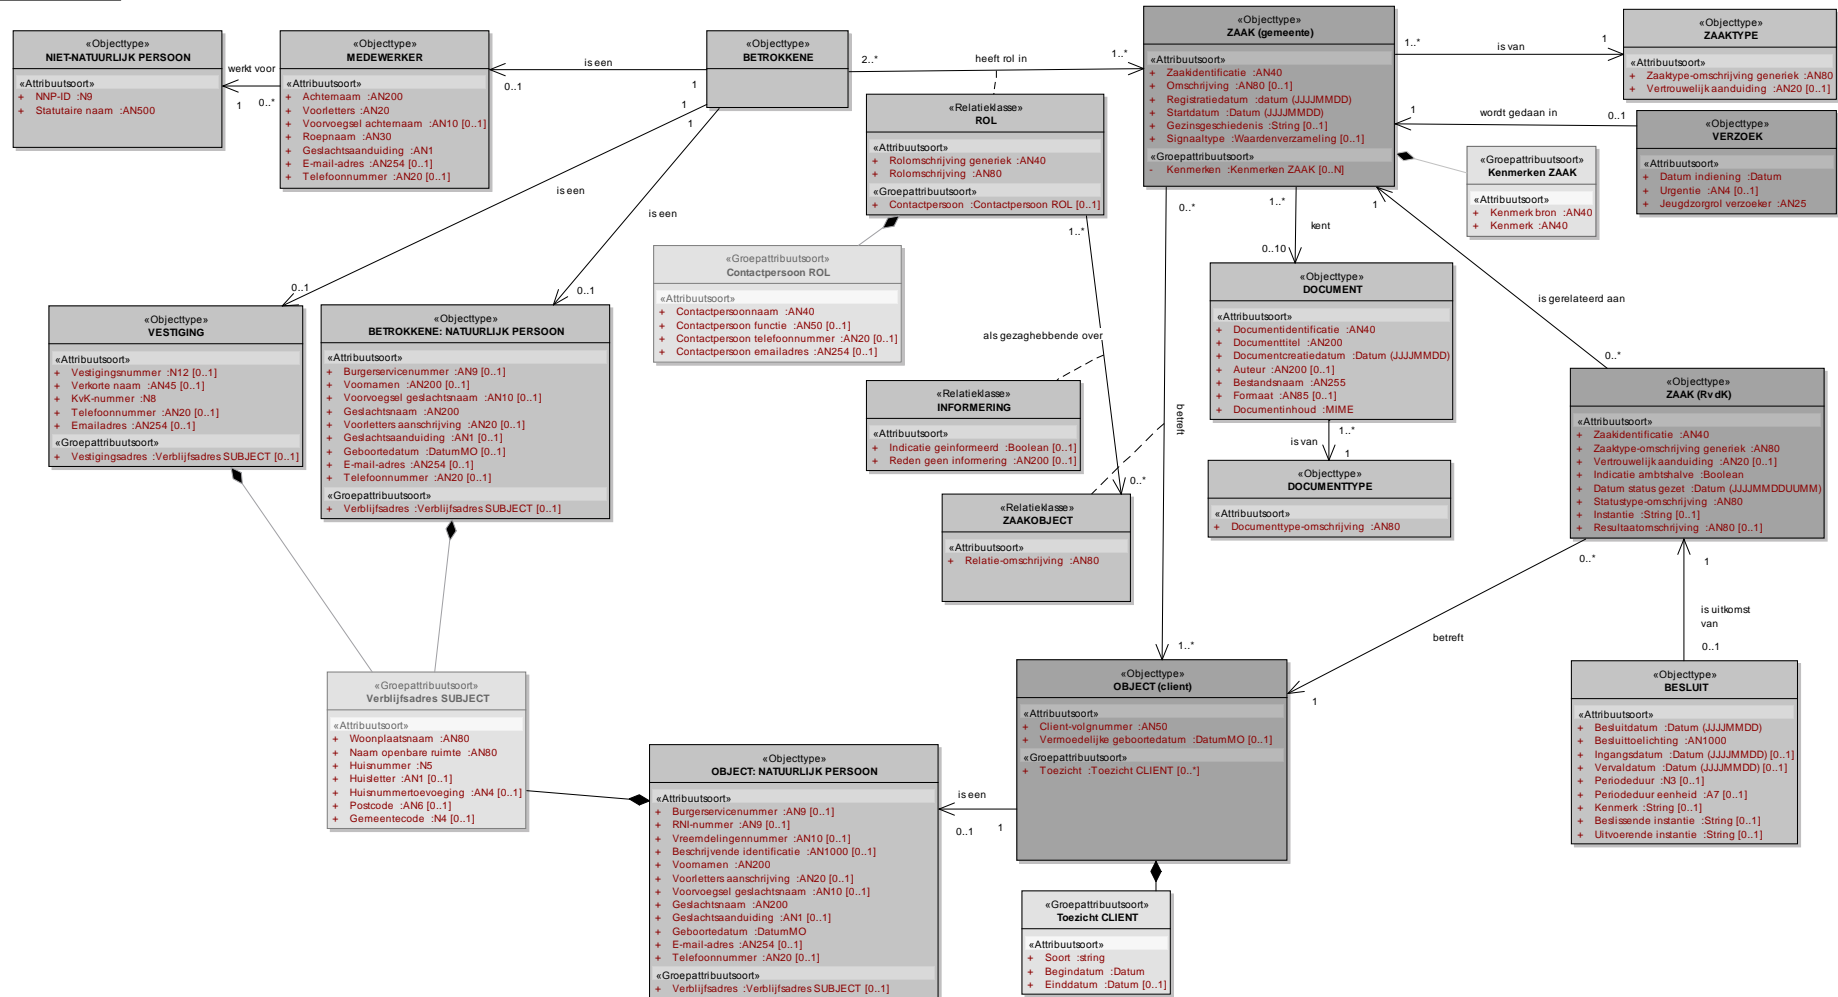 «Objecttype»
NIET-NATUURLIJK PERSOON
«Attribuutsoort»
+ NNP-ID :N9
+ Statutaire naam :AN500
werkt voor
1
0..*
«Objecttype»
MEDEWERKER
«Attribuutsoort»
+ Achternaam :AN200
+ Voorletters :AN20
+ Voorvoegsel achternaam :AN10 [0..1]
+ Roepnaam :AN30
+ Geslachtsaanduiding :AN1
+ E-mail-adres :AN254 [0..1]
+ Telefoonnummer :AN20 [0..1]
is een
0..1
1
1
1
«Objecttype»
BETROKKENE
2..*
heeft rol in
1..*
«Objecttype»
ZAAK (gemeente)
«Attribuutsoort»
+ Zaakidentificatie :AN40
+ Omschrijving :AN80 [0..1]
+ Registratiedatum :datum (JJJJMMDD)
+ Startdatum :Datum (JJJJMMDD)
+ Gezinsgeschiedenis :String [0..1]
+ Signaaltype :Waardenverzameling [0..1]
«Groepattribuutsoort»
- Kenmerken :Kenmerken ZAAK [0..N]
1..*
is van
1
«Objecttype»
ZAAKTYPE
«Attribuutsoort»
+ Zaaktype-omschrijving generiek :AN80
+ Vertrouwelijk aanduiding :AN20 [0..1]
1
wordt gedaan in
0..1
«Objecttype»
VERZOEK
«Attribuutsoort»
+ Datum indiening :Datum
+ Urgentie :AN4 [0..1]
+ Jeugdzorgrol verzoeker :AN25
«Groepattribuutsoort»
Kenmerken ZAAK
«Attribuutsoort»
+ Kenmerk bron :AN40
+ Kenmerk :AN40
«Relatieklasse»
ROL
«Attribuutsoort»
+ Rolomschrijving generiek :AN40
+ Rolomschrijving :AN80
«Groepattribuutsoort»
+ Contactpersoon :Contactpersoon ROL [0..1]
«Groepattribuutsoort»
Contactpersoon ROL
«Attribuutsoort»
+ Contactpersoonnaam :AN40
+ Contactpersoon functie :AN50 [0..1]
+ Contactpersoon telefoonnummer :AN20 [0..1]
+ Contactpersoon emailadres :AN254 [0..1]
is een
is een
0..1
0..1
«Objecttype»
VESTIGING
«Attribuutsoort»
+ Vestigingsnummer :N12 [0..1]
+ Verkorte naam :AN45 [0..1]
+ KvK-nummer :N8
+ Telefoonnummer :AN20 [0..1]
+ Emailadres :AN254 [0..1]
«Groepattribuutsoort»
+ Vestigingsadres :Verblijfsadres SUBJECT [0..1]
«Objecttype»
BETROKKENE: NATUURLIJK PERSOON
«Attribuutsoort»
+ Burgerservicenummer :AN9 [0..1]
+ Voornamen :AN200 [0..1]
+ Voorvoegsel geslachtsnaam :AN10 [0..1]
+ Geslachtsnaam :AN200
+ Voorletters aanschrijving :AN20 [0..1]
+ Geslachtsaanduiding :AN1 [0..1]
+ Geboortedatum :DatumMO [0..1]
+ E-mail-adres :AN254 [0..1]
+ Telefoonnummer :AN20 [0..1]
«Groepattribuutsoort»
+ Verblijfsadres :Verblijfsadres SUBJECT [0..1]
1..*
als gezaghebbende over
0..*
«Relatieklasse»
INFORMERING
«Attribuutsoort»
+ Indicatie geinformeerd :Boolean [0..1]
+ Reden geen informering :AN200 [0..1]
«Relatieklasse»
ZAAKOBJECT
«Attribuutsoort»
+ Relatie-omschrijving :AN80
0..*
betreft
1..*
1..*
kent
0..10
«Objecttype»
DOCUMENT
«Attribuutsoort»
+ Documentidentificatie :AN40
+ Documenttitel :AN200
+ Documentcreatiedatum :Datum (JJJJMMDD)
+ Auteur :AN200 [0..1]
+ Bestandsnaam :AN255
+ Formaat :AN85 [0..1]
+ Documentinhoud :MIME
is van
1..*
1
«Objecttype»
DOCUMENTTYPE
«Attribuutsoort»
+ Documenttype-omschrijving :AN80
1
is gerelateerd aan
0..*
«Objecttype»
ZAAK (RvdK)
«Attribuutsoort»
+ Zaakidentificatie :AN40
+ Zaaktype-omschrijving generiek :AN80
+ Vertrouwelijk aanduiding :AN20 [0..1]
+ Indicatie ambtshalve :Boolean
+ Datum status gezet :Datum (JJJJMMDDUUMM)
+ Statustype-omschrijving :AN80
+ Instantie :String [0..1]
+ Resultaatomschrijving :AN80 [0..1]
0..*
betreft
1
1
is uitkomst
van
0..1
«Objecttype»
BESLUIT
«Attribuutsoort»
+ Besluitdatum :Datum (JJJJMMDD)
+ Besluittoelichting :AN1000
+ Ingangsdatum :Datum (JJJJMMDD) [0..1]
+ Vervaldatum :Datum (JJJJMMDD) [0..1]
+ Periodeduur :N3 [0..1]
+ Periodeduur eenheid :A7 [0..1]
+ Kenmerk :String [0..1]
+ Beslissende instantie :String [0..1]
+ Uitvoerende instantie :String [0..1]
«Groepattribuutsoort»
Verblijfsadres SUBJECT
«Attribuutsoort»
+ Woonplaatsnaam :AN80
+ Naam openbare ruimte :AN80
+ Huisnummer :N5
+ Huisletter :AN1 [0..1]
+ Huisnummertoevoeging :AN4 [0..1]
+ Postcode :AN6 [0..1]
+ Gemeentecode :N4 [0..1]
«Objecttype»
OBJECT: NATUURLIJK PERSOON
«Attribuutsoort»
+ Burgerservicenummer :AN9 [0..1]
+ RNI-nummer :AN9 [0..1]
+ Vreemdelingennummer :AN10 [0..1]
+ Beschrijvende identificatie :AN1000 [0..1]
+ Voornamen :AN200
+ Voorletters aanschrijving :AN20 [0..1]
+ Voorvoegsel geslachtsnaam :AN10 [0..1]
+ Geslachtsnaam :AN200
+ Geslachtsaanduiding :AN1 [0..1]
+ Geboortedatum :DatumMO
+ E-mail-adres :AN254 [0..1]
+ Telefoonnummer :AN20 [0..1]
«Groepattribuutsoort»
+ Verblijfsadres :Verblijfsadres SUBJECT [0..1]
is een
0..1
1
«Objecttype»
OBJECT (client)
«Attribuutsoort»
+ Client-volgnummer :AN50
+ Vermoedelijke geboortedatum :DatumMO [0..1]
«Groepattribuutsoort»
+ Toezicht :Toezicht CLIENT [0..*]
«Groepattribuutsoort»
Toezicht CLIENT
«Attribuutsoort»
+ Soort :string
+ Begindatum :Datum
+ Einddatum :Datum [0..1]